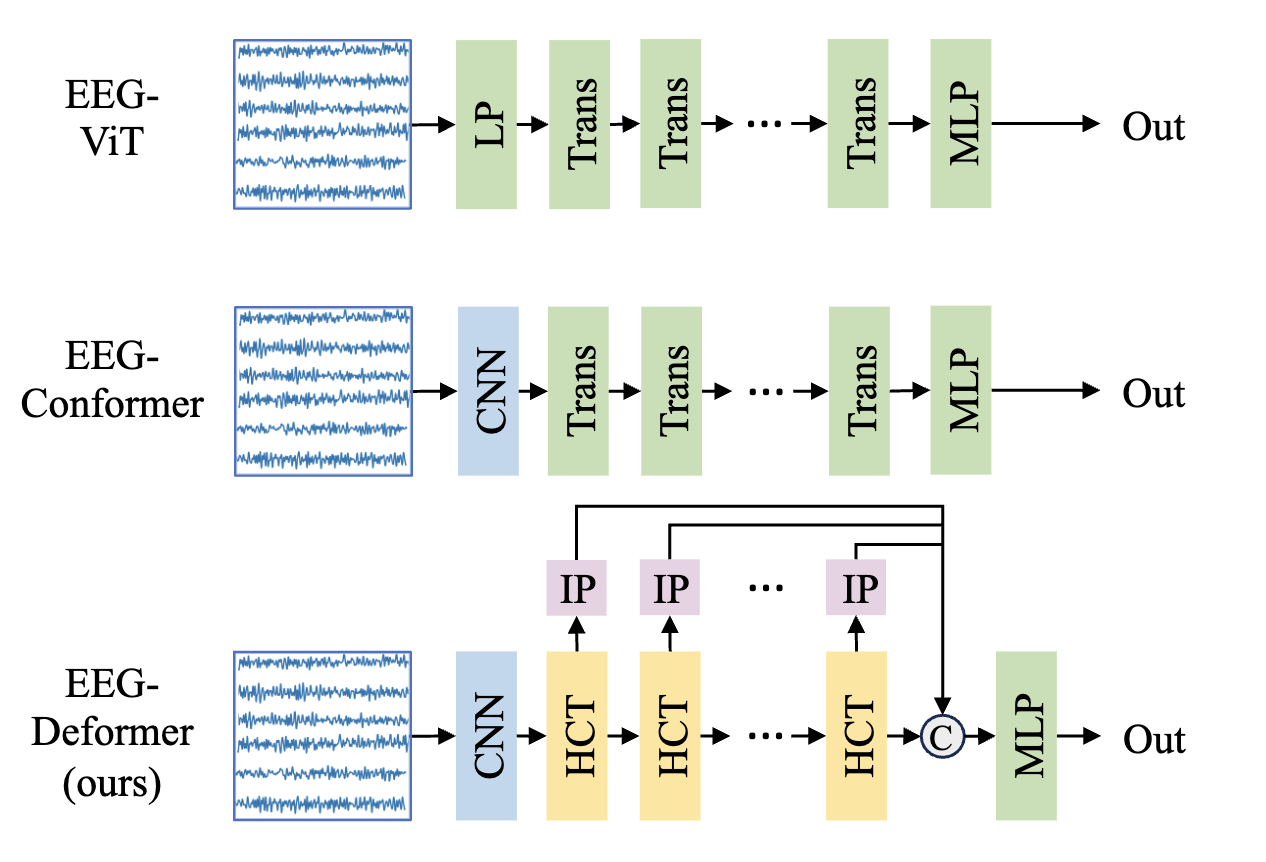 EEG-
ViT
LP
Trans
Trans
...
Trans
MLP
Out
EEG-
Conformer
CNN
Trans
Trans
...
Trans
MLP
Out
IP
IP
...
IP
EEG-
Deformer
(ours)
CNN
HCT
HCT
...
HCT
C
MLP
Out